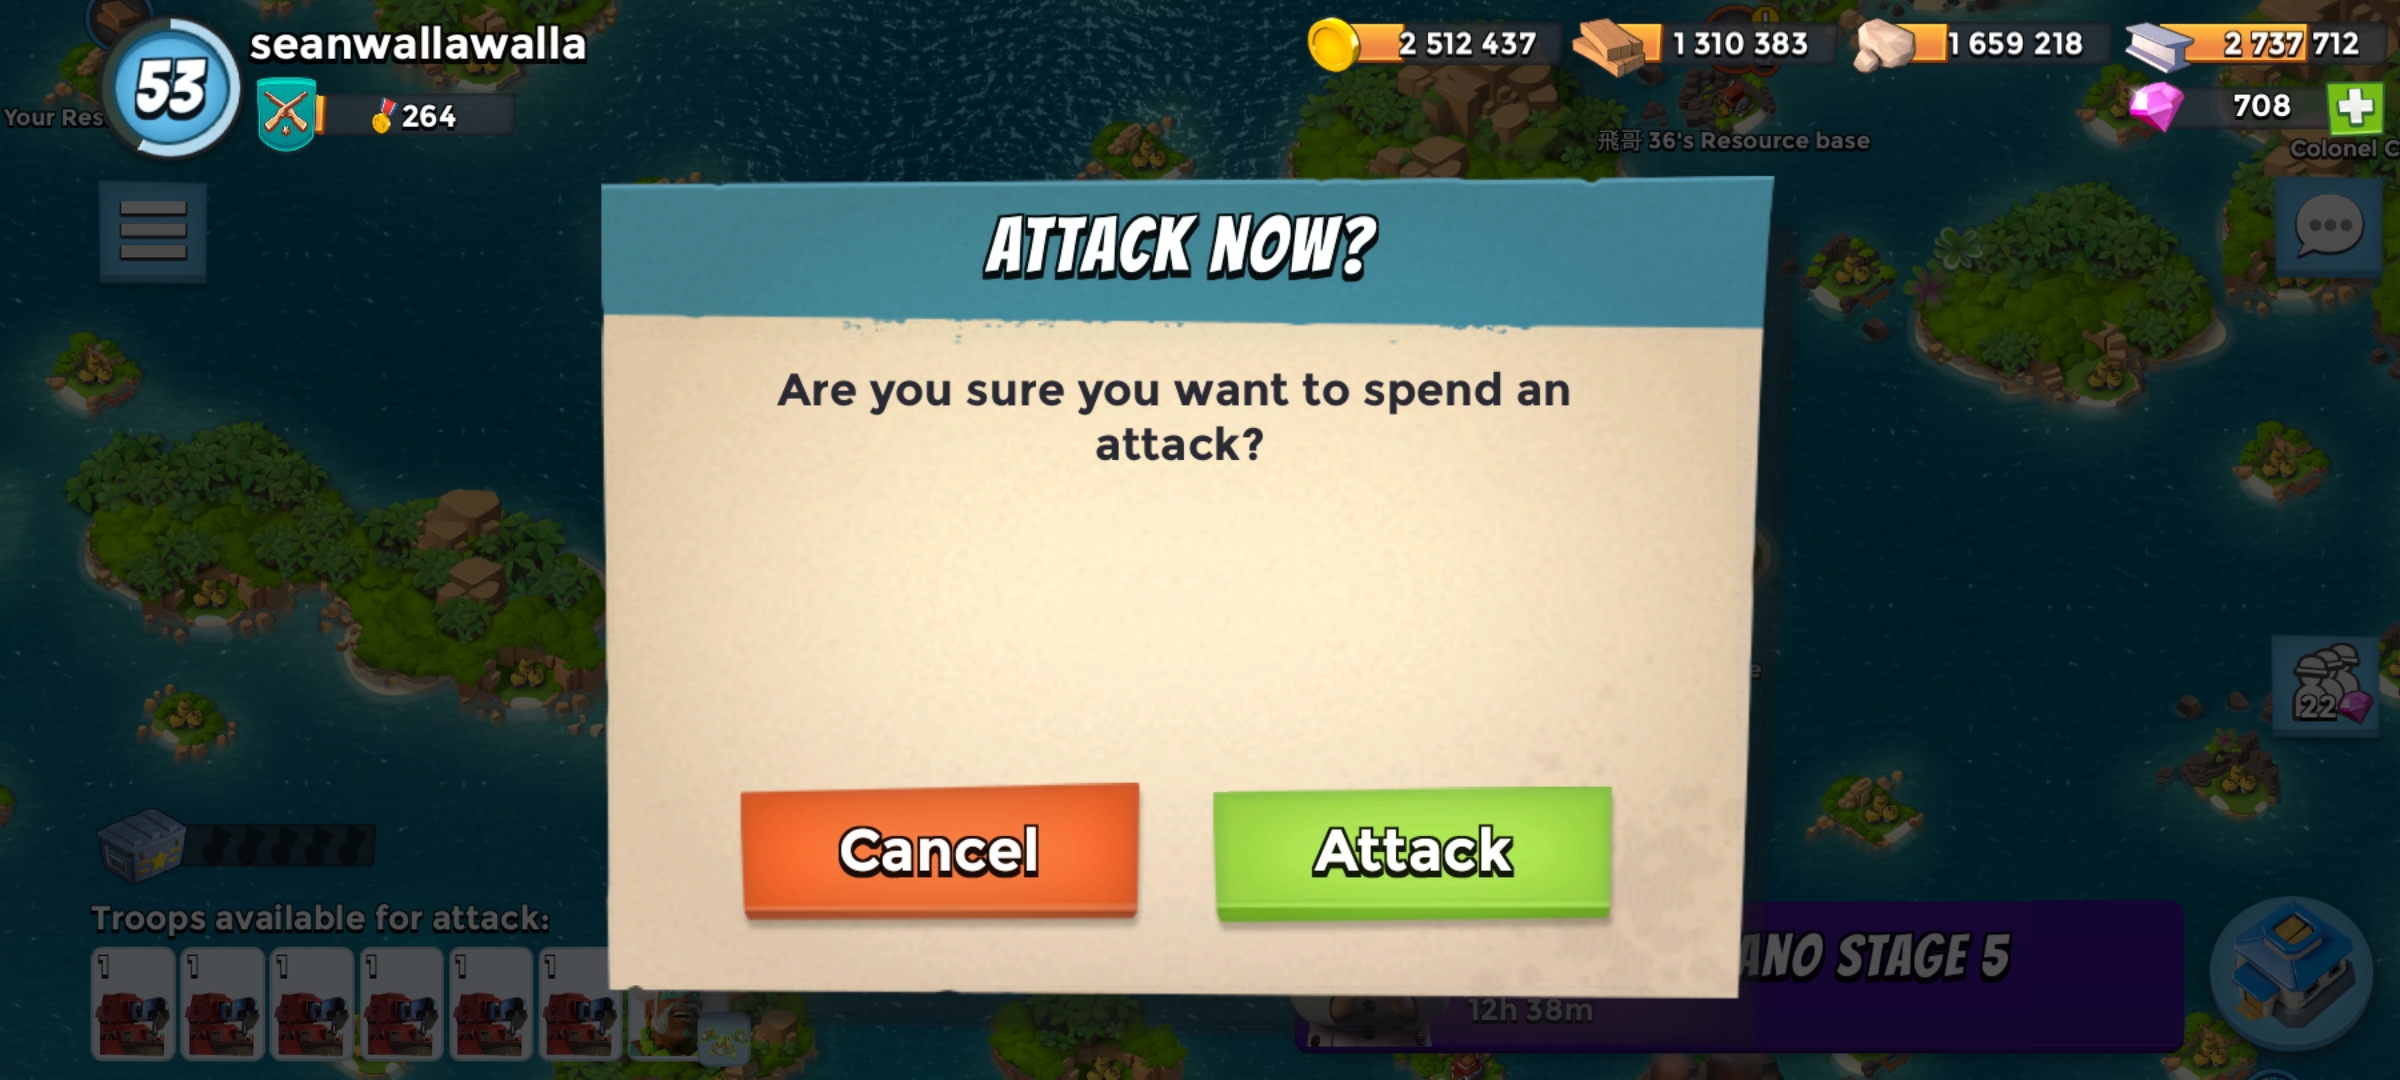 53
seanwallawalla
264
2 512 437
1 310 383
1 659 218
2 737 712
708
Your Res
飛哥 36's Resource base
Colonel C
ATTACK NOW?
Are you sure you want to spend an
attack?
Cancel
Attack
22
Troops available for attack:
1
1
1
1
1
1
ANO STAGE 5
12h 38m